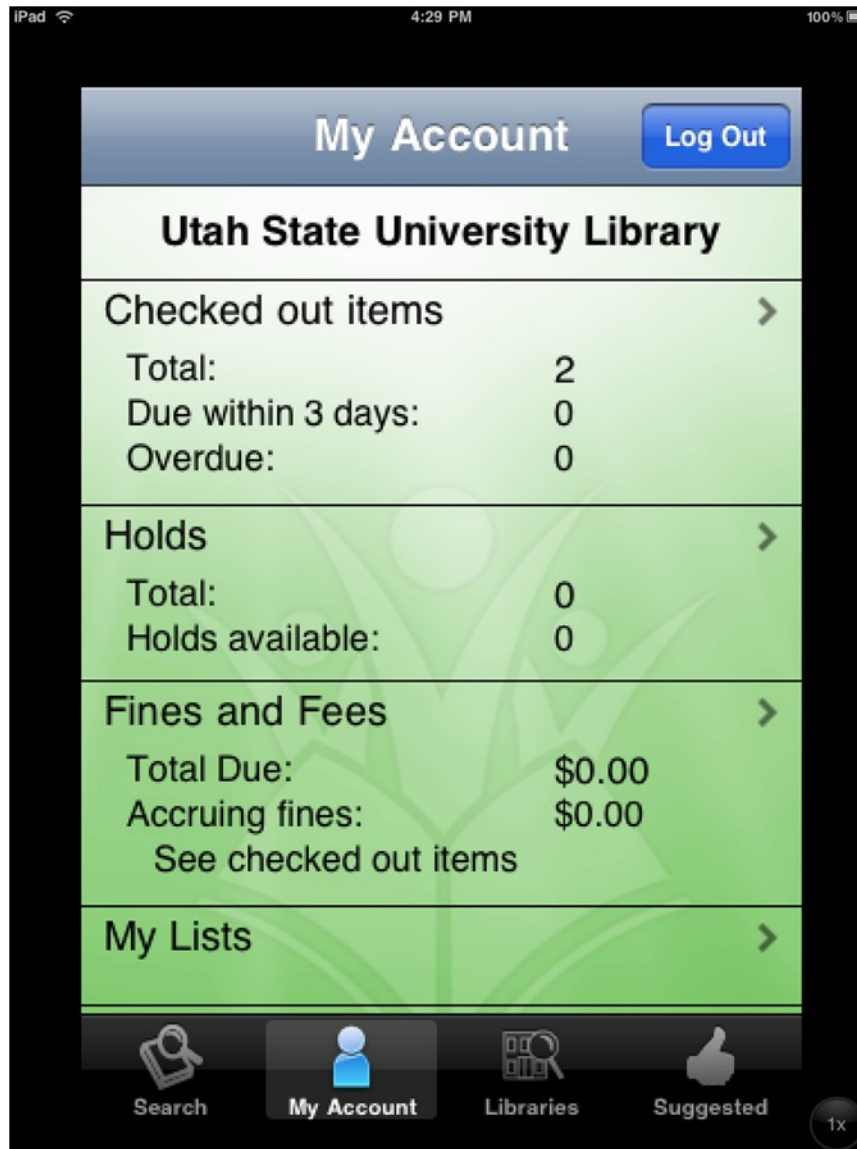 iPad 4:29 PM 100%
My Account Log Out
Utah State University Library
Checked out items
Total: 2
Due within 3 days: 0
Overdue: 0
Holds
Total: 0
Holds available: 0
Fines and Fees
Total Due: $0.00
Accruing fines: $0.00
See checked out items
My Lists
Search My Account Libraries Suggested
1x